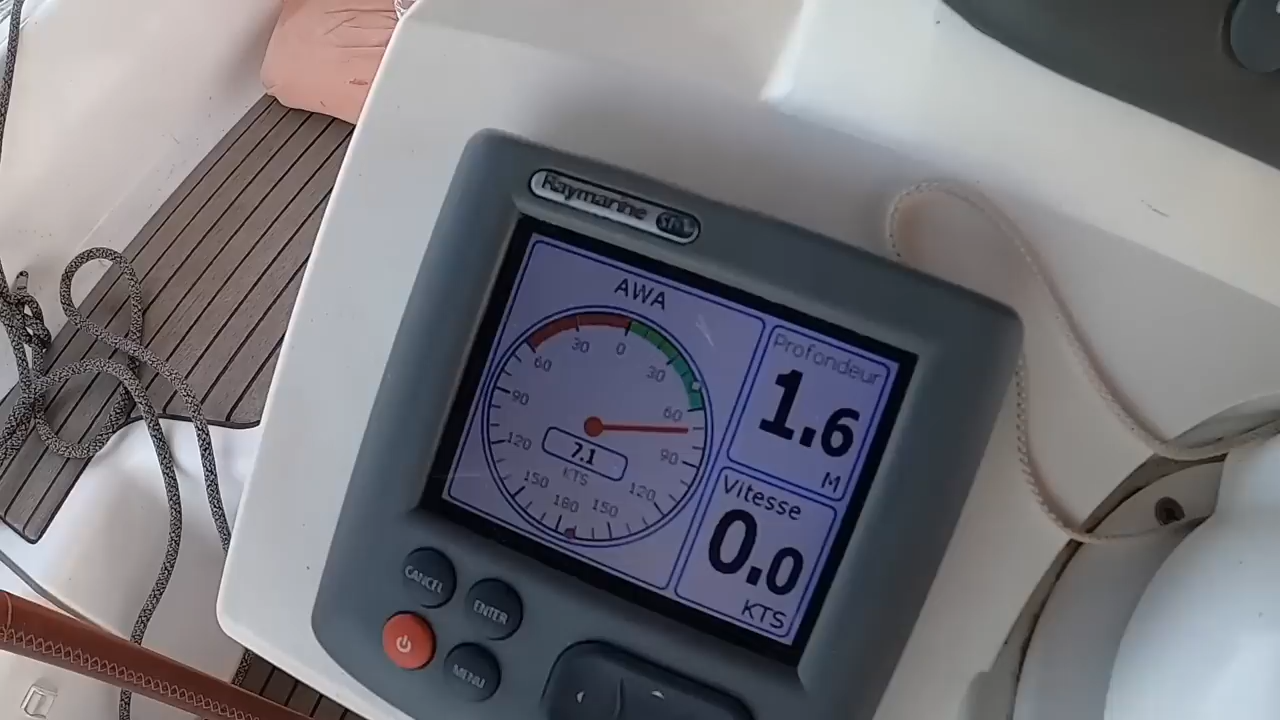 Raymarine
AWA
30 0 30
60 60
90 90
120 120
150 180 150
7.1
KTS
Profondeur
1.6
M
Vitesse
0.0
KTS
CANCEL
ENTER
MENU